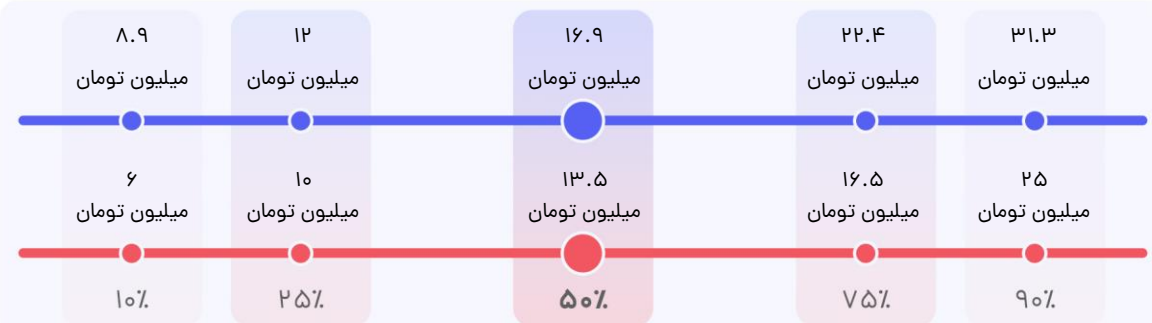 ۸.۹ ۱۲ ۱۶.۹ ۲۲.۴ ۳۱.۳
میلیون تومان میلیون تومان میلیون تومان میلیون تومان میلیون تومان
۶ ۱۰ ۱۳.۵ ۱۶.۵ ۲۵
میلیون تومان میلیون تومان میلیون تومان میلیون تومان میلیون تومان
۱۰٪ ۲۵٪ ۵۰٪ ۷۵٪ ۹۰٪